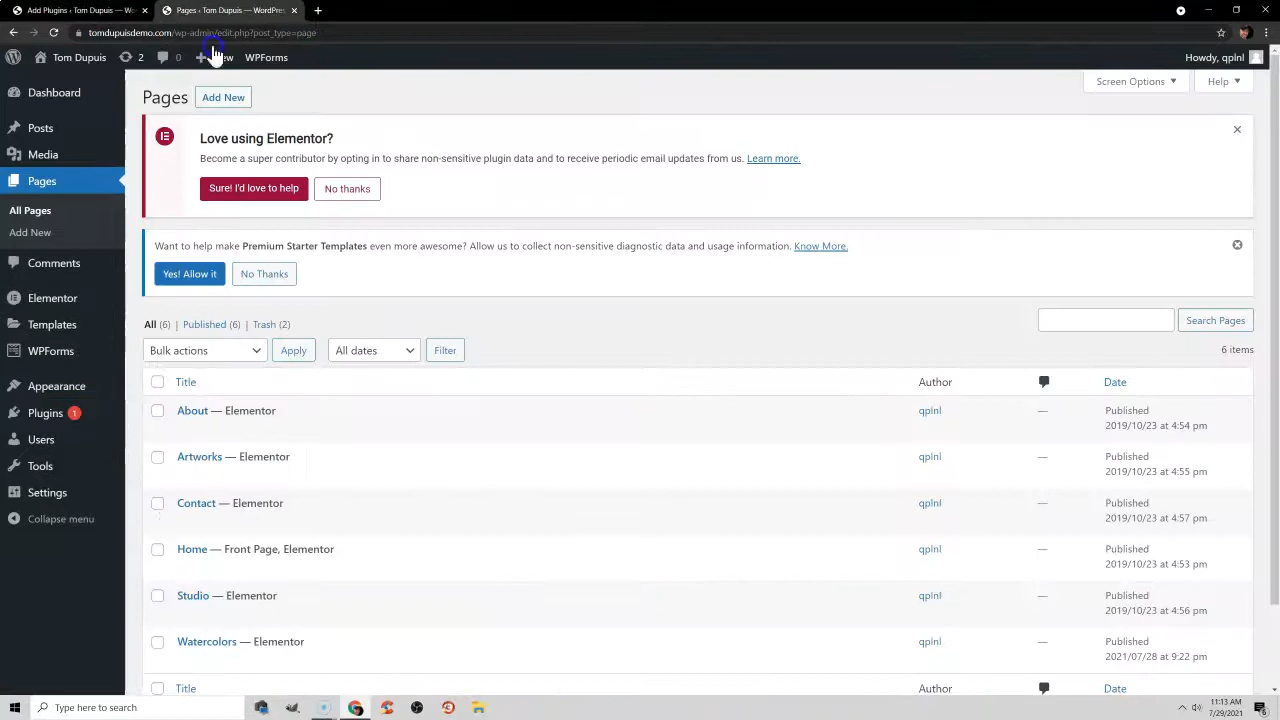 Add Plugins ‹ Tom Dupuis — Wo
Pages ‹ Tom Dupuis — WordPres
tomdupuisdemo.com/wp-admin/edit.php?post_type=page
Tom Dupuis
2
0
WPForms
Howdy, qplnl
Dashboard
Posts
Media
Pages
All Pages
Add New
Comments
Elementor
Templates
WPForms
Appearance
Plugins 1
Users
Tools
Settings
Collapse menu
Screen Options
Help
Pages
Add New
Love using Elementor?
Become a super contributor by opting in to share non-sensitive plugin data and to receive periodic email updates from us. Learn more.
Sure! I'd love to help
No thanks
Want to help make Premium Starter Templates even more awesome? Allow us to collect non-sensitive diagnostic data and usage information. Know More.
Yes! Allow it
No Thanks
All (6) | Published (6) | Trash (2)
Search Pages
Bulk actions
Apply
All dates
Filter
6 items
Title
Author
Date
About — Elementor
qplnl
—
Published
2019/10/23 at 4:54 pm
Artworks — Elementor
qplnl
—
Published
2019/10/23 at 4:55 pm
Contact — Elementor
qplnl
—
Published
2019/10/23 at 4:57 pm
Home — Front Page, Elementor
qplnl
—
Published
2019/10/23 at 4:53 pm
Studio — Elementor
qplnl
—
Published
2019/10/23 at 4:56 pm
Watercolors — Elementor
qplnl
—
Published
2021/07/28 at 9:22 pm
Title
Author
Date
Type here to search
11:13 AM
7/29/2021